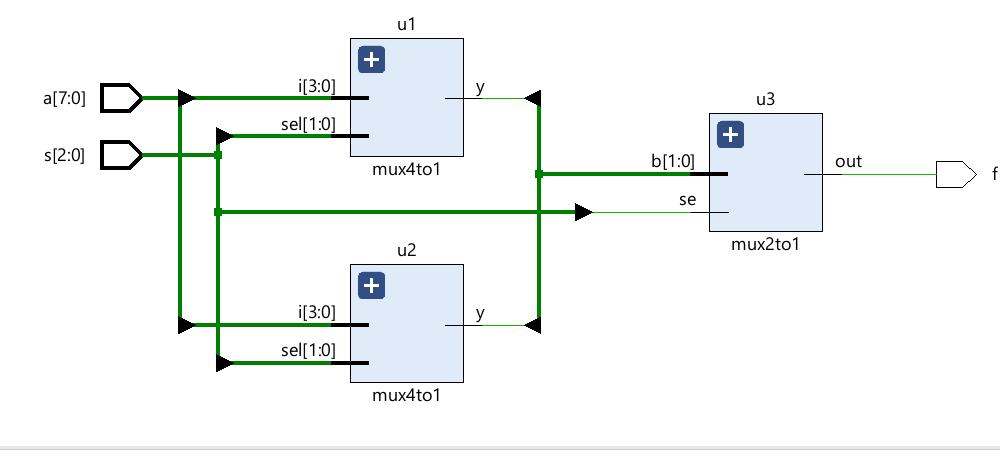 u1
a[7:0]
i[3:0]
y
sel[1:0]
s[2:0]
mux4to1
u3
b[1:0]
out
f
se
mux2to1
u2
i[3:0]
y
sel[1:0]
mux4to1